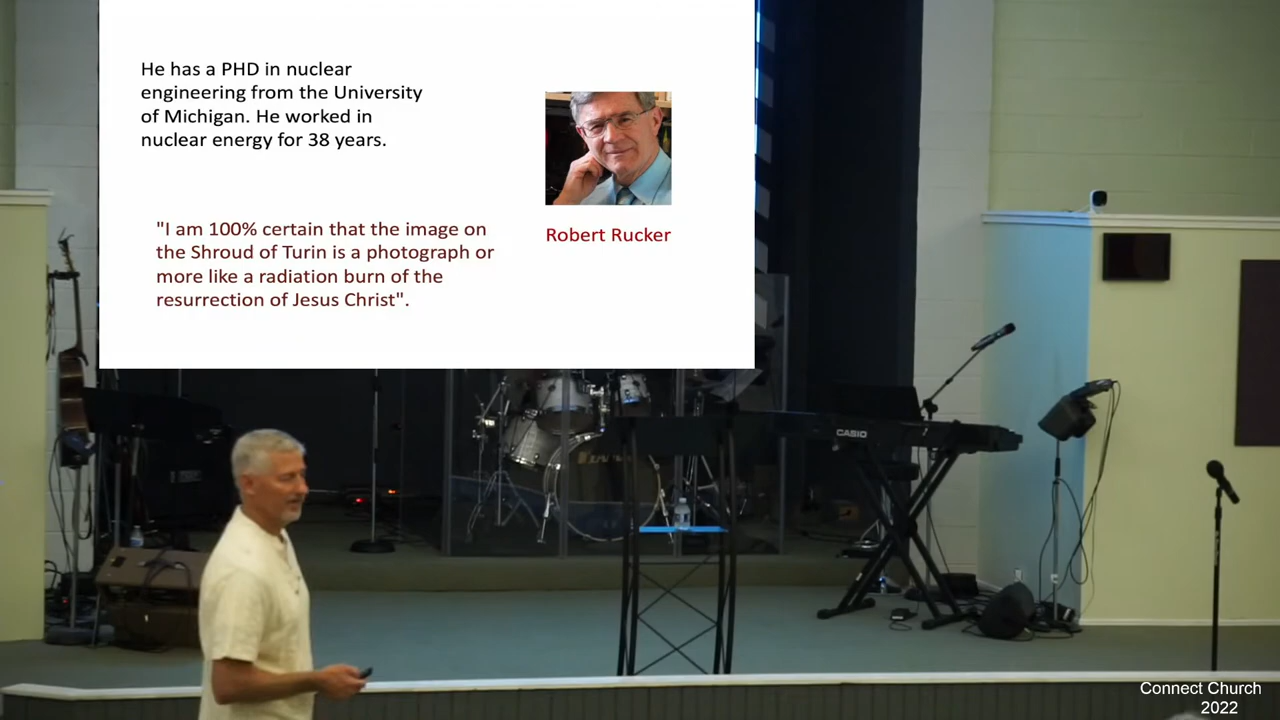 He has a PHD in nuclear
engineering from the University
of Michigan. He worked in
nuclear energy for 38 years.
"I am 100% certain that the image on
the Shroud of Turin is a photograph or
more like a radiation burn of the
resurrection of Jesus Christ".
Robert Rucker
CASIO
Connect Church
2022